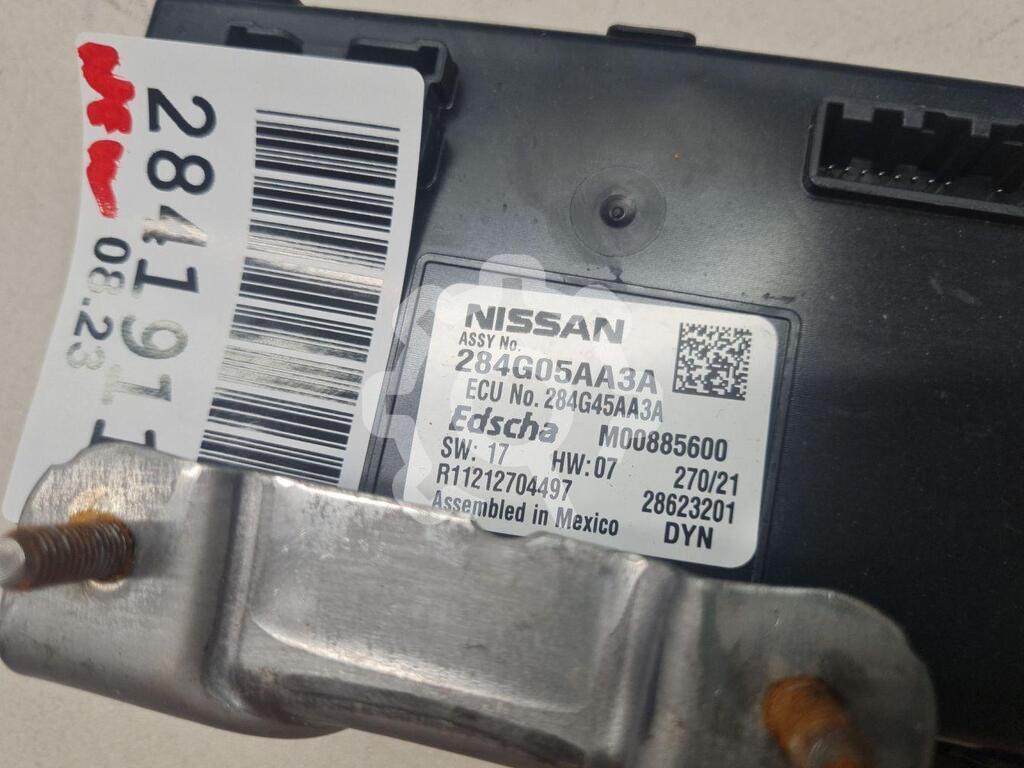 284191
08.23
NISSAN
ASSY No.
284G05AA3A
ECU No. 284G45AA3A
Edscha M00885600
SW: 17 HW: 07 270/21
R11212704497 28623201
Assembled in Mexico DYN